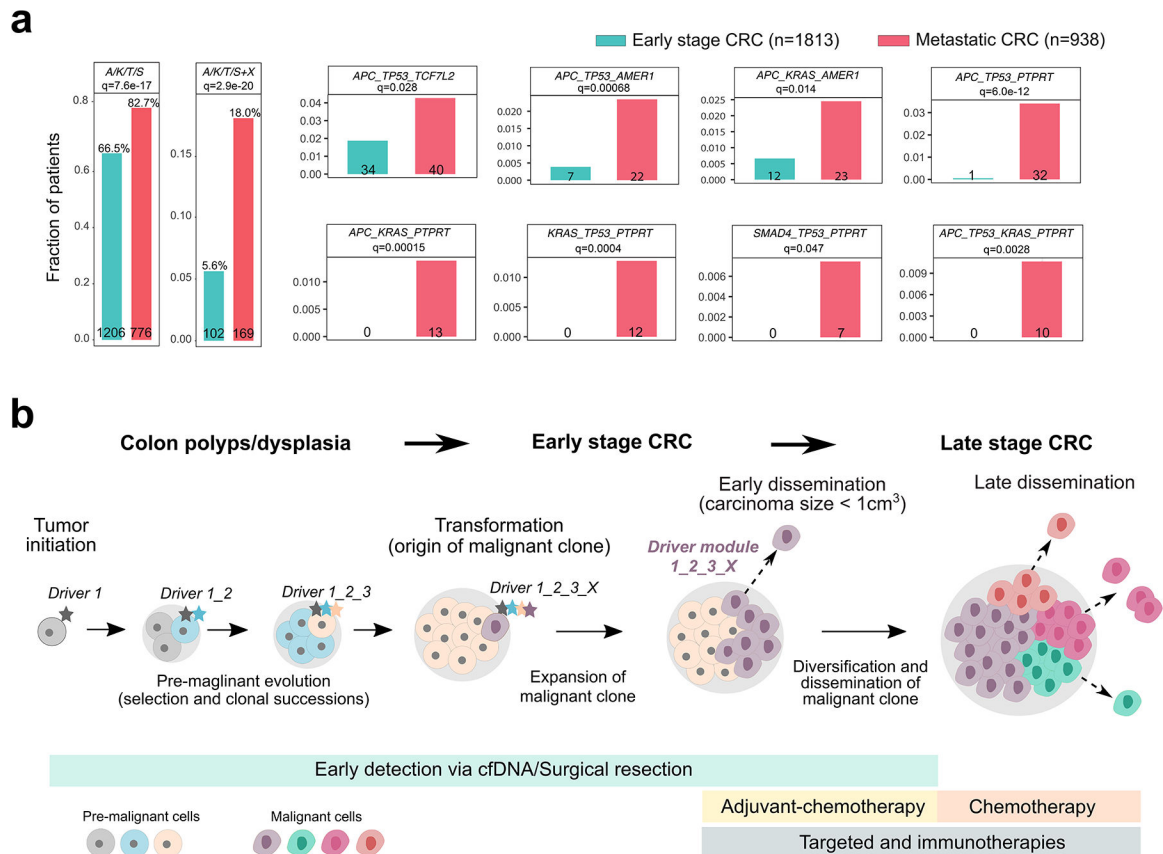 a
Early stage CRC (n=1813)
Metastatic CRC (n=938)
Fraction of patients
A/K/T/S
q=7.6e-17
0.8
0.6
0.4
0.2
0.0
66.5%
82.7%
1206
776
A/K/T/S+X
q=2.9e-20
0.15
0.10
0.05
0.00
5.6%
18.0%
102
169
APC_TP53_TCF7L2
q=0.028
0.04
0.03
0.02
0.01
0.00
34
40
APC_TP53_AMER1
q=0.00068
0.020
0.015
0.010
0.005
0.000
7
22
APC_KRAS_AMER1
q=0.014
0.025
0.020
0.015
0.010
0.005
0.000
12
23
APC_TP53_PTPRT
q=6.0e-12
0.03
0.02
0.01
0.00
1
32
APC_KRAS_PTPRT
q=0.00015
0.010
0.005
0.000
0
13
KRAS_TP53_PTPRT
q=0.0004
0.010
0.005
0.000
0
12
SMAD4_TP53_PTPRT
q=0.047
0.006
0.004
0.002
0.000
0
7
APC_TP53_KRAS_PTPRT
q=0.0028
0.009
0.006
0.003
0.000
0
10
b
Colon polyps/dysplasia
Early stage CRC
Late stage CRC
Early dissemination
(carcinoma size < 1cm³)
Late dissemination
Tumor
initiation
Transformation
(origin of malignant clone)
Driver module
1_2_3_X
Driver 1
Driver 1_2
Driver 1_2_3
Driver 1_2_3_X
Pre-maglinant evolution
(selection and clonal successions)
Expansion of
malignant clone
Diversification and
dissemination of
malignant clone
Early detection via cfDNA/Surgical resection
Adjuvant-chemotherapy
Chemotherapy
Targeted and immunotherapies
Pre-malignant cells
Malignant cells